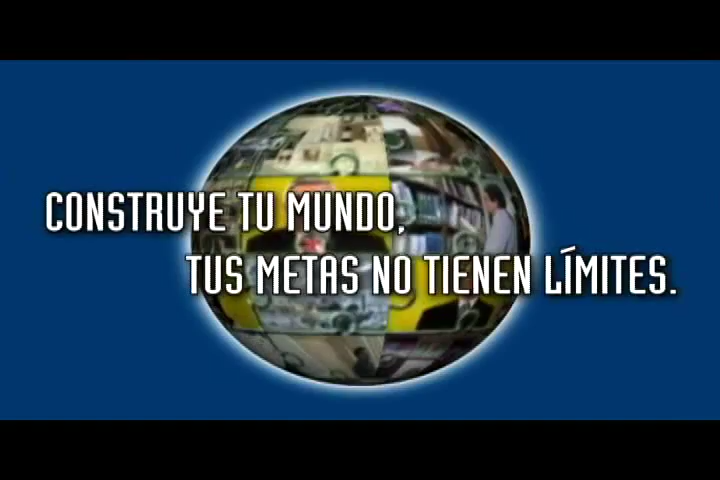 CONSTRUYE TU MUNDO,
TUS METAS NO TIENEN LÍMITES.